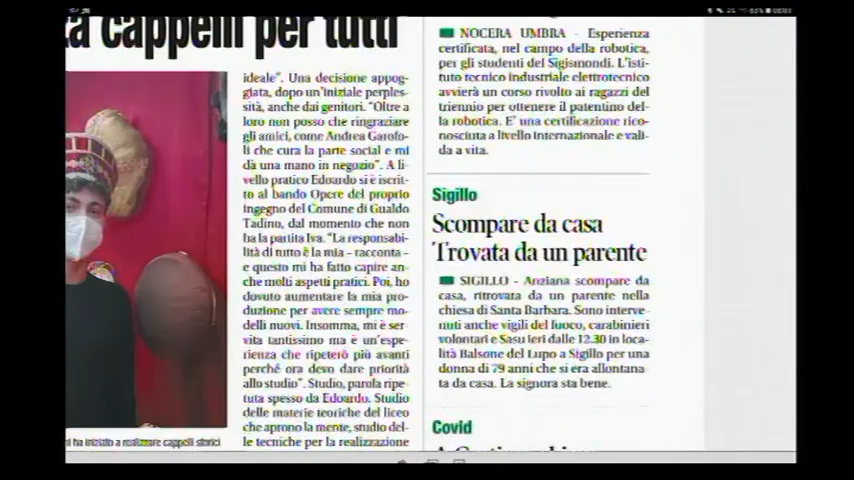 cappelli per tutti
ideale". Una decisione appog-
giata, dopo un'iniziale perples-
sità, anche dai genitori. "Oltre a
loro non posso che ringraziare
gli amici, come Andrea Garofo-
li che cura la parte social e mi
dà una mano in negozio". A li-
vello pratico Edoardo si è iscrit-
to al bando Opere del proprio
ingegno del Comune di Gualdo
Tadino, dal momento che non
ha la partita Iva. "La responsabi-
lità di tutto è la mia - racconta -
e questo mi ha fatto capire an-
che molti aspetti pratici. Poi, ho
dovuto aumentare la mia pro-
duzione per avere sempre mo-
delli nuovi. Insomma, mi è ser-
vita tantissimo ma è un'espe-
rienza che ripeterò più avanti
perché ora devo dare priorità
allo studio". Studio, parola ripe-
tuta spesso da Edoardo. Studio
delle materie teoriche del liceo
che aprono la mente, studio del-
le tecniche per la realizzazione
ha iniziato a realizzare cappelli storici
NOCERA UMBRA - Esperienza
certificata, nel campo della robotica,
per gli studenti del Sigismondi. L'isti-
tuto tecnico industriale elettrotecnico
avvierà un corso rivolto ai ragazzi del
triennio per ottenere il patentino del-
la robotica. E' una certificazione rico-
nosciuta a livello internazionale e vali-
da a vita.
Sigillo
Scompare da casa
Trovata da un parente
SIGILLO - Anziana scompare da
casa, ritrovata da un parente nella
chiesa di Santa Barbara. Sono interve-
nuti anche vigili del fuoco, carabinieri
volontari e Sasu ieri dalle 12.30 in loca-
lità Balsone del Lupo a Sigillo per una
donna di 79 anni che si era allontana-
ta da casa. La signora sta bene.
Covid